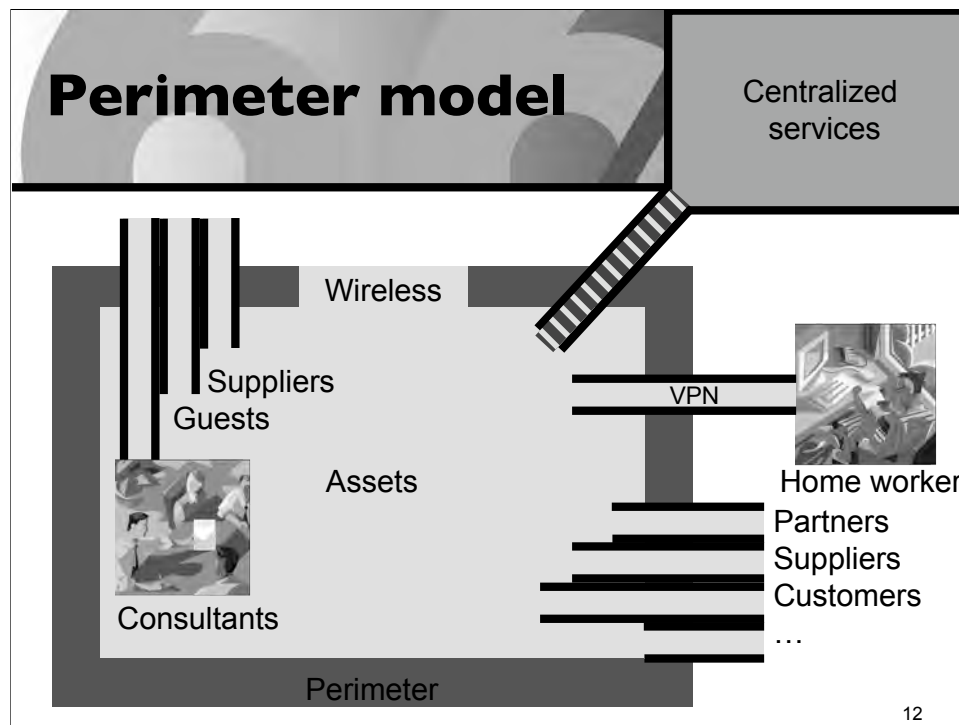 Perimeter model
Centralized
services
Wireless
Suppliers
Guests
VPN
Assets
Home worker
Partners
Suppliers
Customers
…
Consultants
Perimeter
12